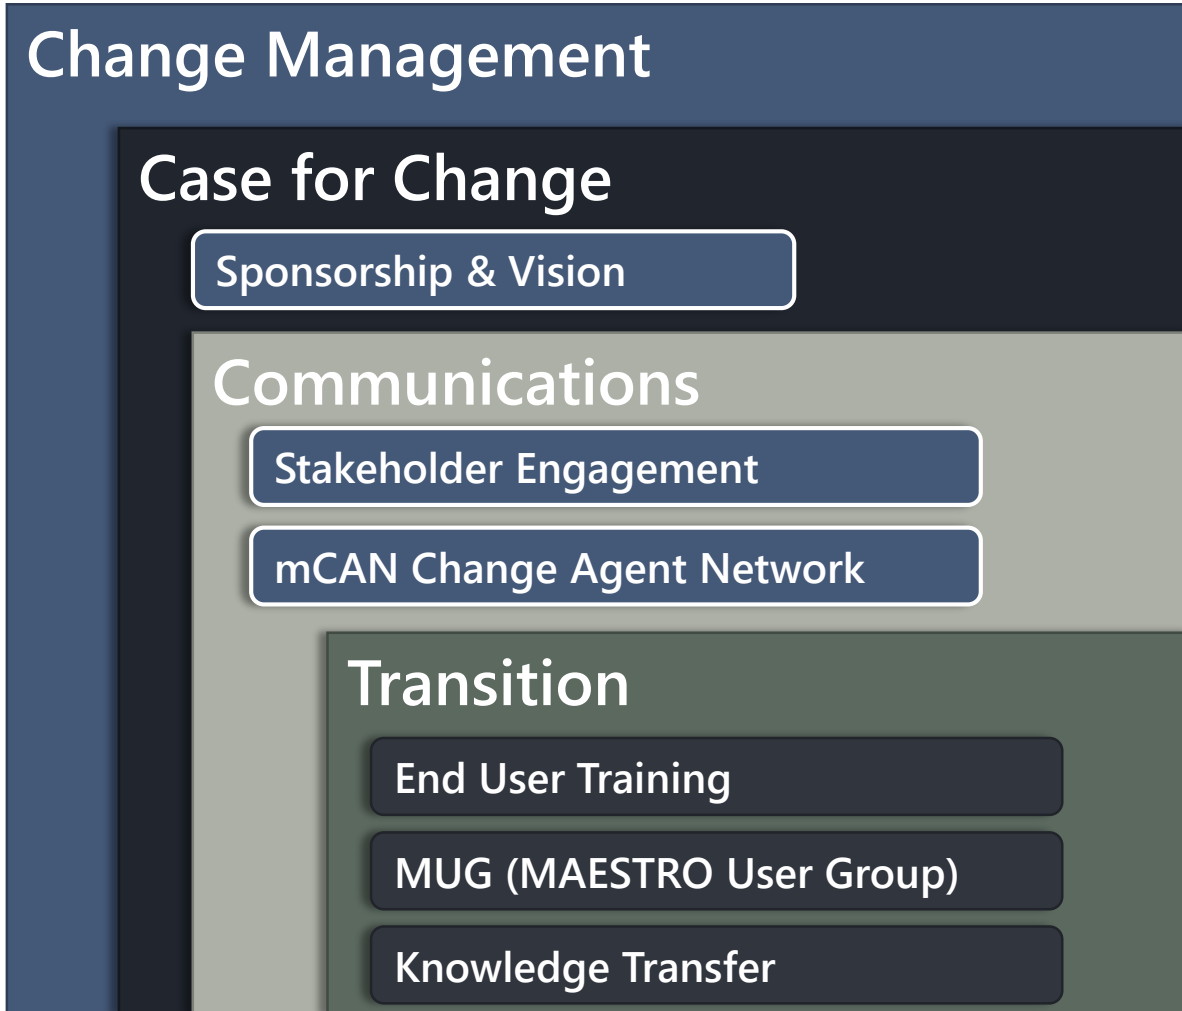 Change Management
Case for Change
Sponsorship & Vision
Communications
Stakeholder Engagement
mCAN Change Agent Network
Transition
End User Training
MUG (MAESTRO User Group)
Knowledge Transfer